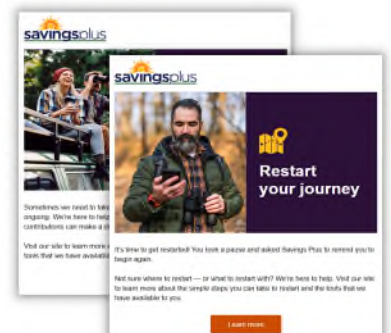 savingsplus
Sometimes we need to take
ongoing. We're here to help
contributions can make a
Visit our site to learn more
tools that we have available
savingsplus
Restart
your journey
It's time to get restarted! You took a pause and asked Savings Plus to remind you to
begin again.
Not sure where to restart — or what to restart with? We're here to help. Visit our site
to learn more about the simple steps you can take to restart and the tools that we
have available to you.
Learn more